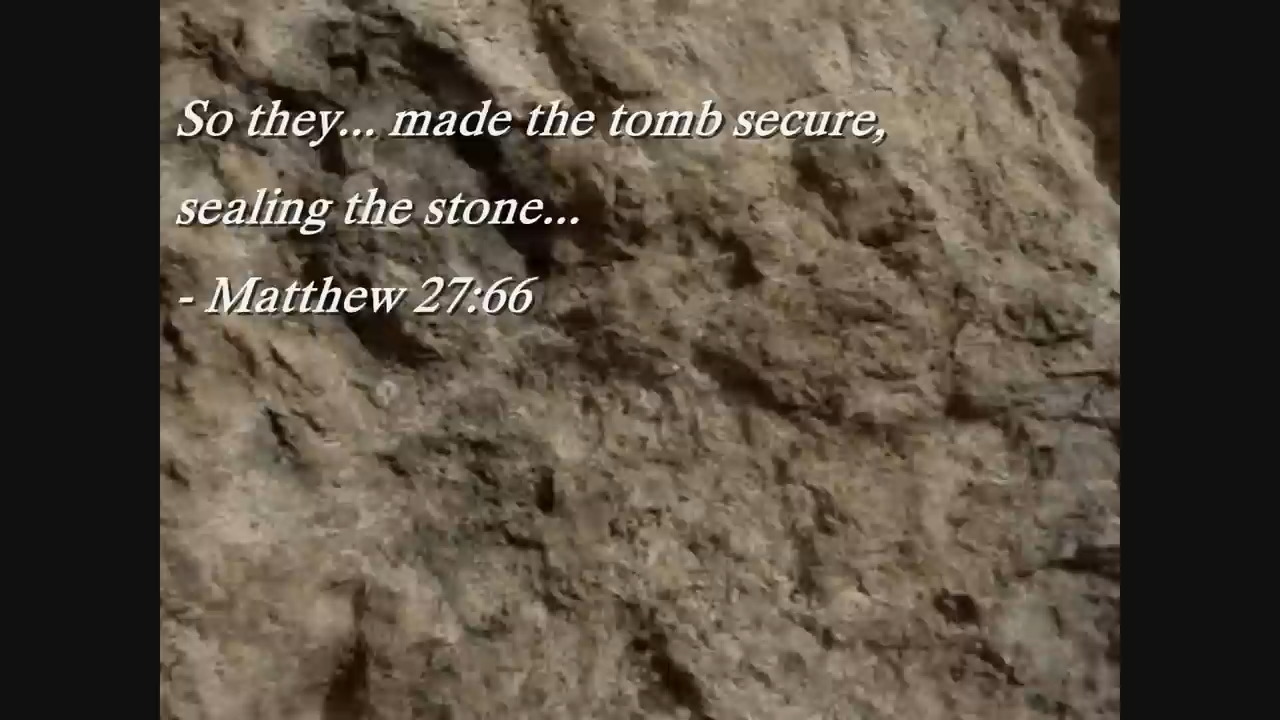 So they... made the tomb secure,
sealing the stone...
- Matthew 27:66